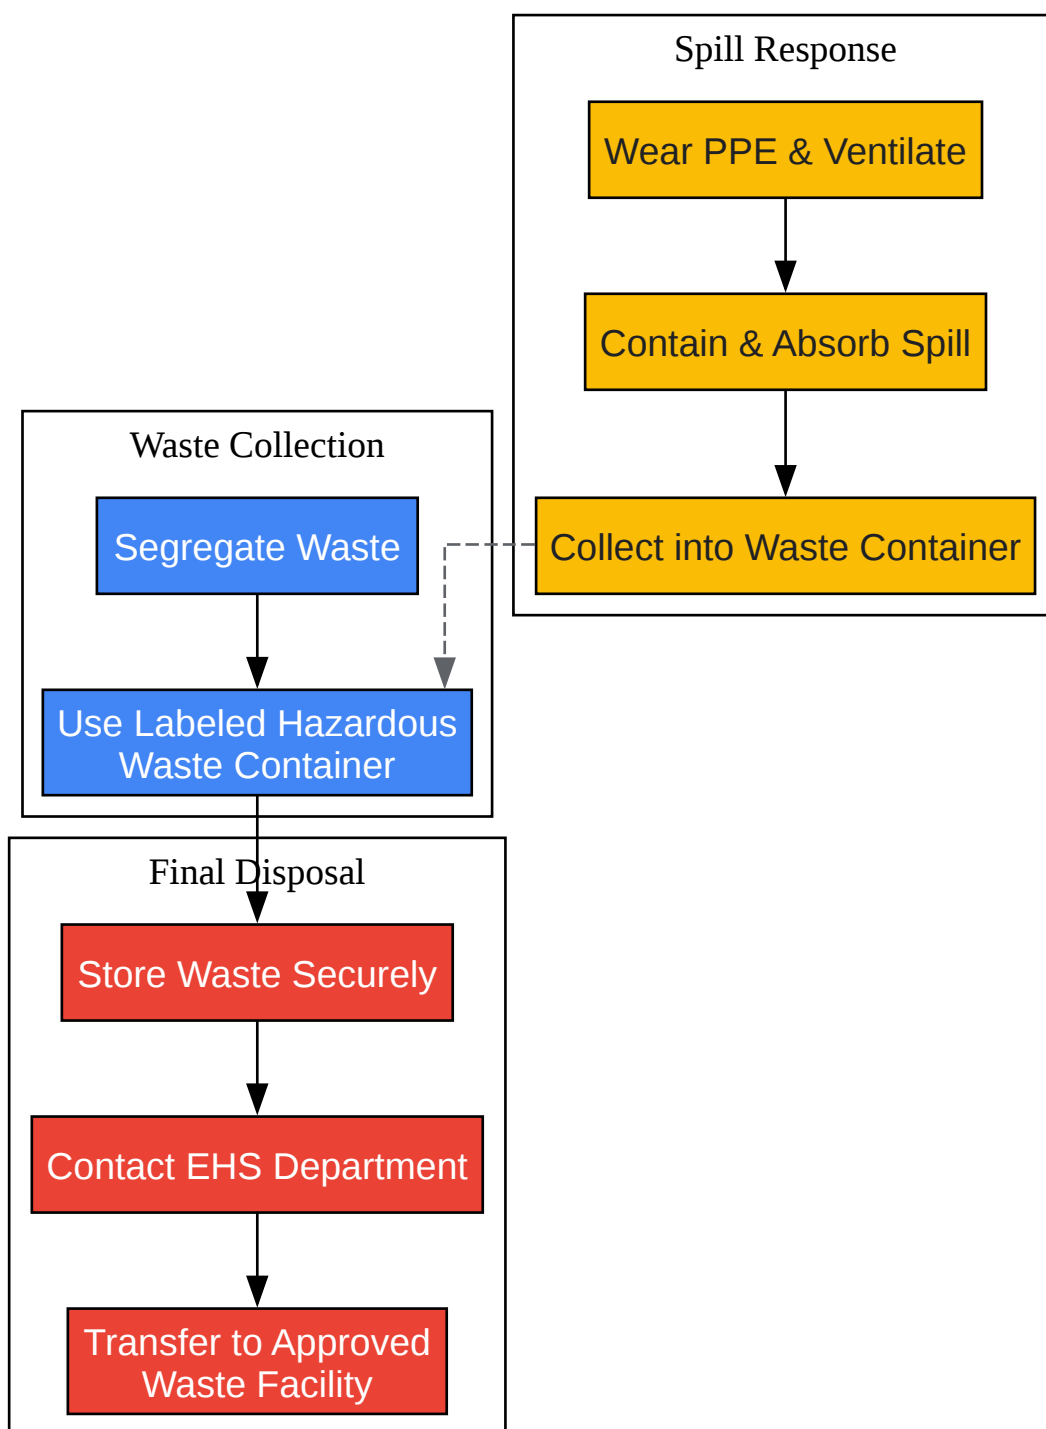 Spill Response
Wear PPE & Ventilate
Contain & Absorb Spill
Collect into Waste Container
Waste Collection
Segregate Waste
Use Labeled Hazardous
Waste Container
Final Disposal
Store Waste Securely
Contact EHS Department
Transfer to Approved
Waste Facility